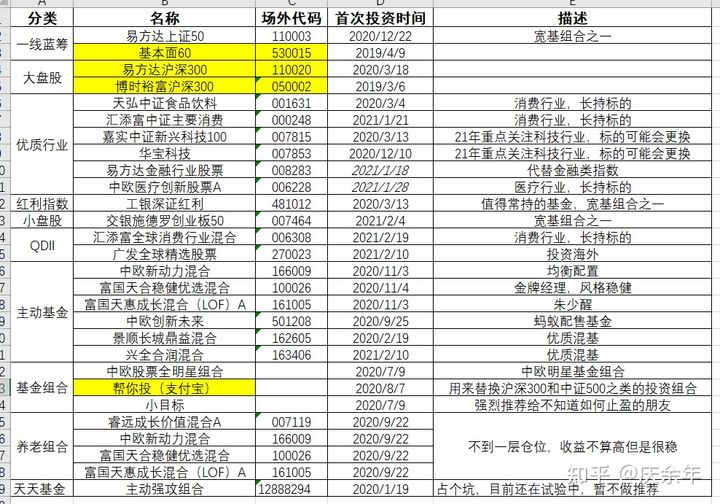 A B C D E
分类 名称 场外代码 首次投资时间 描述
一线蓝筹 易方达上证50 110003 2020/12/22 宽基组合之一
基本面60 530015 2019/4/9
大盘股 易方达沪深300 110020 2020/3/18
博时裕富沪深300 050002 2019/3/6
优质行业 天弘中证食品饮料 001631 2020/3/4 消费行业，长持标的
汇添富中证主要消费 000248 2021/1/21 消费行业，长持标的
嘉实中证新兴科技100 007815 2020/3/13 21年重点关注科技行业，标的可能会更换
华宝科技 007853 2020/12/10 21年重点关注科技行业，标的可能会更换
易方达金融行业股票 008283 2021/1/18 代替金融类指数
中欧医疗创新股票A 006228 2021/1/28 医疗行业，长持标的
红利指数 工银深证红利 481012 2020/3/13 值得常持的基金，宽基组合之一
小盘股 交银施德罗创业板50 007464 2021/2/4 宽基组合之一
QDII 汇添富全球消费行业混合 006308 2021/2/19 消费行业，长持标的
广发全球精选股票 270023 2021/2/10 投资海外
主动基金 中欧新动力混合 166009 2020/11/3 均衡配置
富国天合稳健优选混合 100026 2020/11/4 金牌经理，风格稳健
富国天惠成长混合（LOF）A 161005 2020/11/3 朱少醒
中欧创新未来 501208 2020/9/25 蚂蚁配售基金
景顺长城鼎益混合 162605 2020/2/19 优质混基
兴全合润混合 163406 2021/2/10 优质混基
基金组合 中欧股票全明星组合 2020/7/9 中欧明星基金组合
帮你投（支付宝） 2020/8/7 用来替换沪深300和中证500之类的投资组合
小目标 2020/7/9 强烈推荐给不知道如何止盈的朋友
养老组合 睿远成长价值混合A 007119 2020/9/22 不到一层仓位，收益不算高但是很稳
中欧新动力混合 166009 2020/9/22
富国天合稳健优选混合 100026 2020/9/22
富国天惠成长混合（LOF）A 161005 2020/9/22
天天基金 主动强攻组合 12888294 2020/1/19 占个坑，目前还在试验中，暂不做推荐
知乎 @庆余年